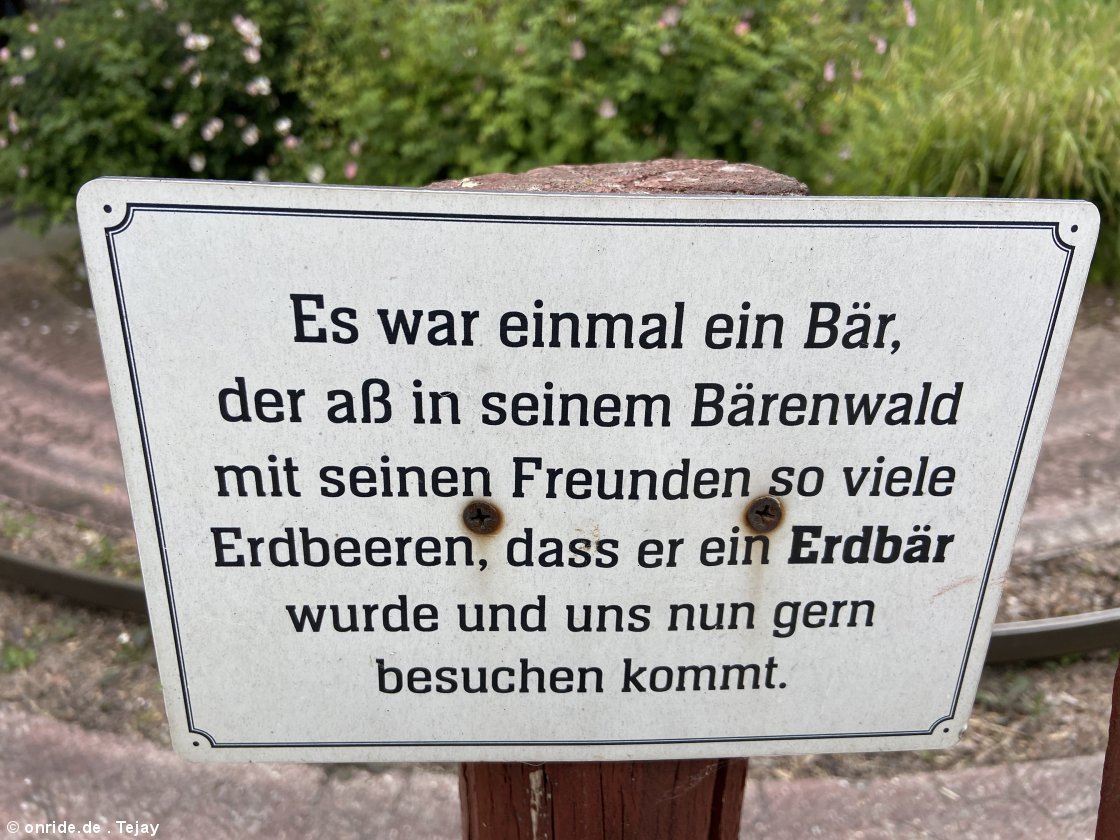 Es war einmal ein Bär,
der aß in seinem Bärenwald
mit seinen Freunden so viele
Erdbeeren, dass er ein Erdbär
wurde und uns nun gern
besuchen kommt.
© onride.de . Tejay